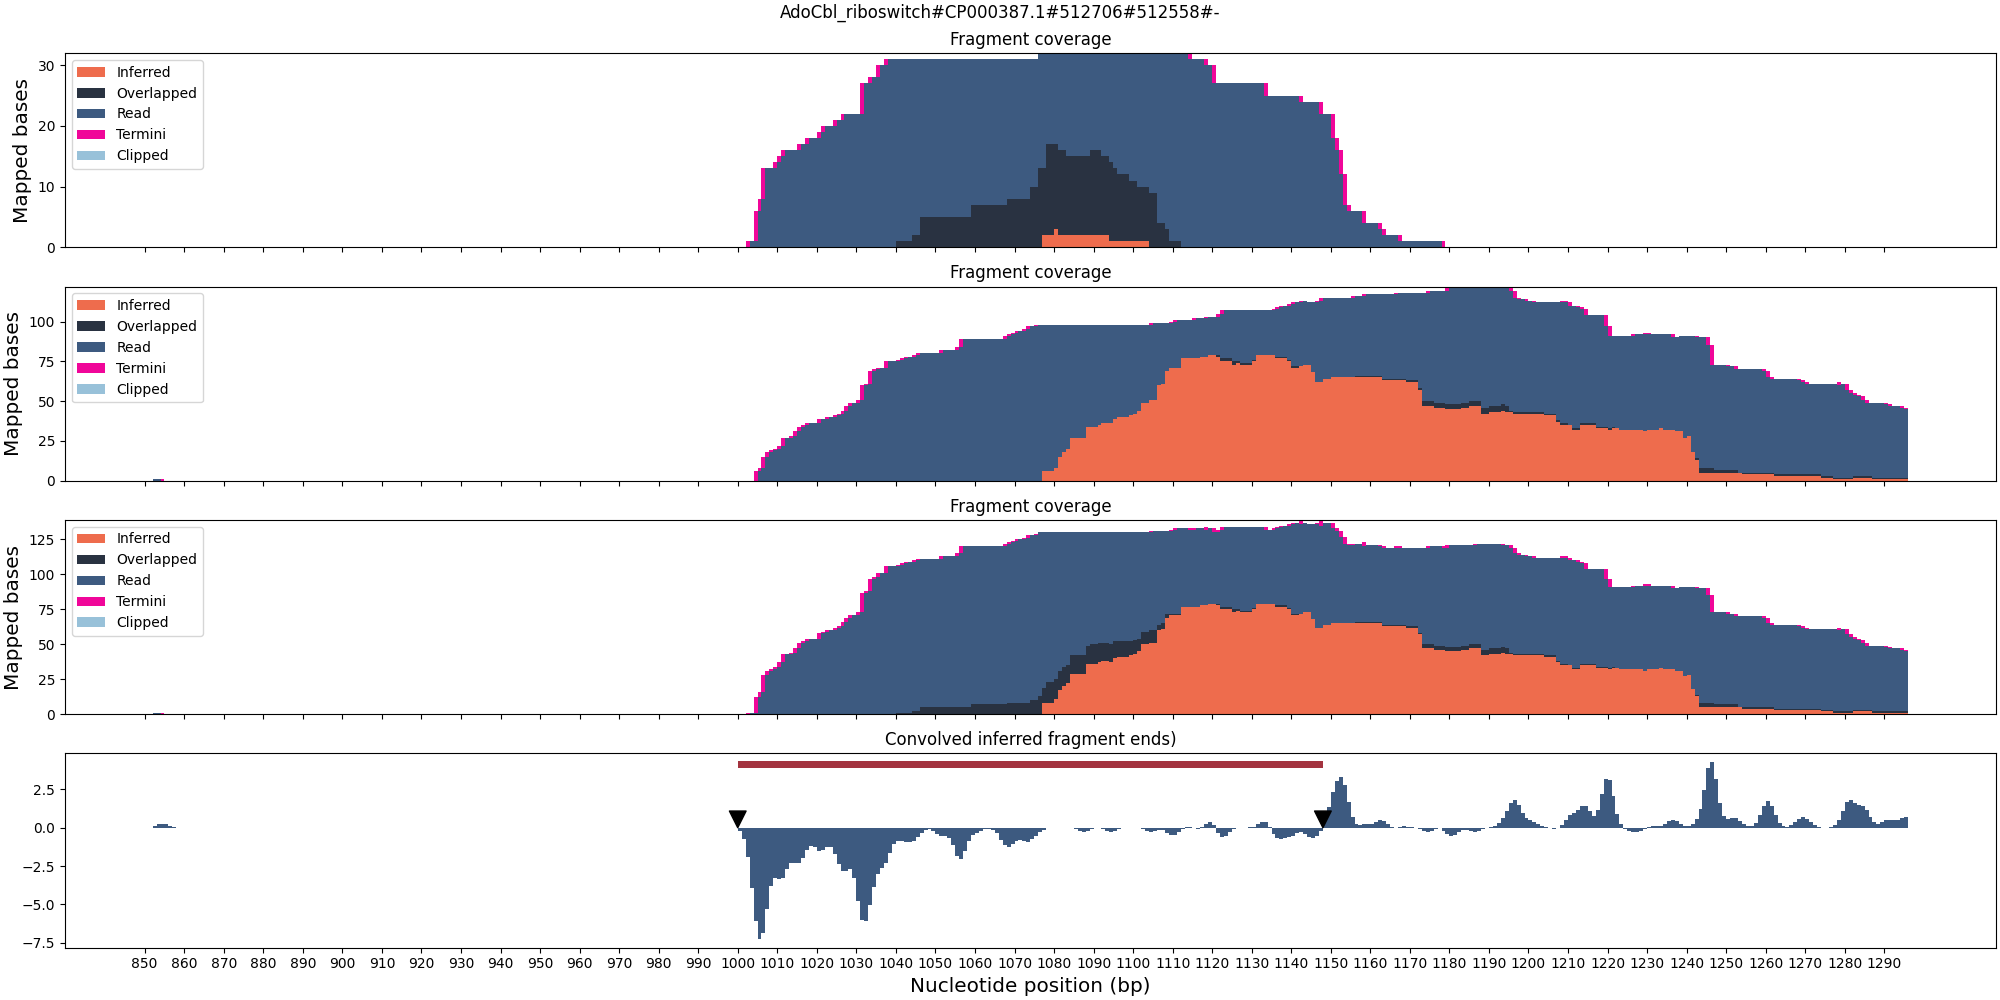 AdoCbl_riboswitch#CP000387.1#512706#512558#-
Fragment coverage
Mapped bases
30
20
10
0
Inferred
Overlapped
Read
Termini
Clipped
Fragment coverage
Mapped bases
100
75
50
25
0
Inferred
Overlapped
Read
Termini
Clipped
Fragment coverage
Mapped bases
125
100
75
50
25
0
Inferred
Overlapped
Read
Termini
Clipped
Convolved inferred fragment ends)
2.5
0.0
−2.5
−5.0
−7.5
850 860 870 880 890 900 910 920 930 940 950 960 970 980 990 1000 1010 1020 1030 1040 1050 1060 1070 1080 1090 1100 1110 1120 1130 1140 1150 1160 1170 1180 1190 1200 1210 1220 1230 1240 1250 1260 1270 1280 1290
Nucleotide position (bp)